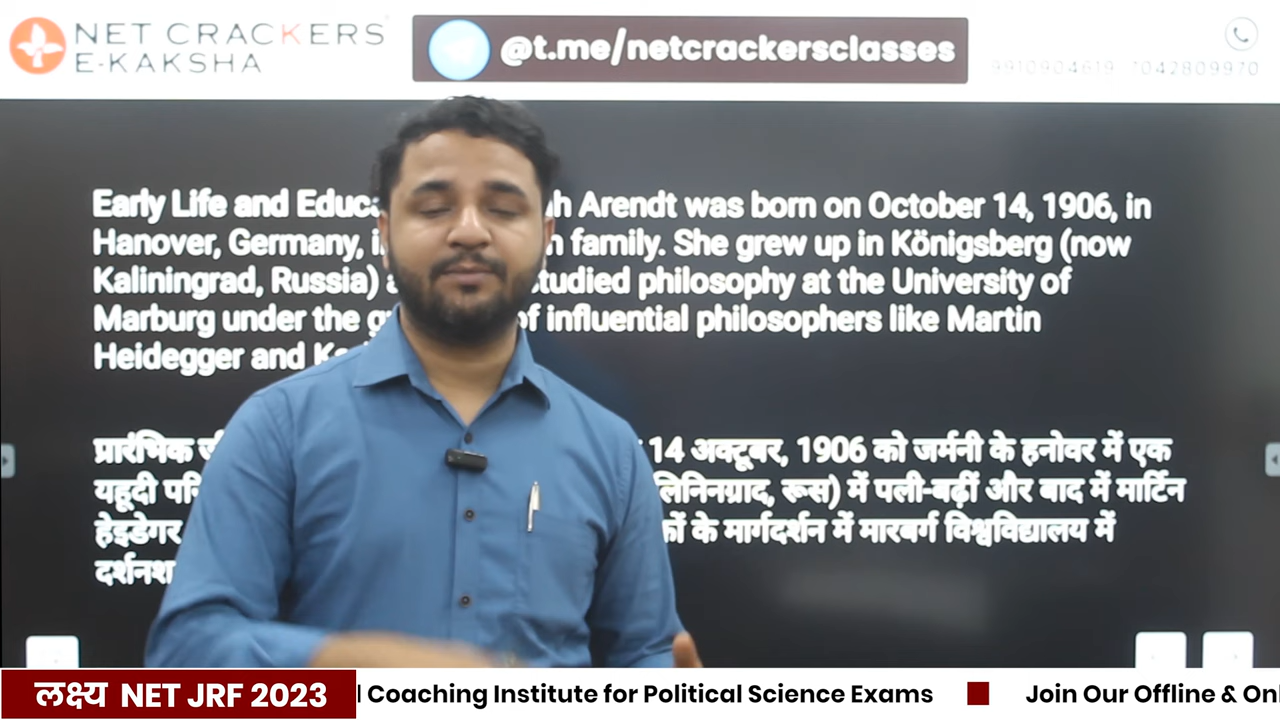 NET CRACKERS
E-KAKSHA
@t.me/netcrackersclasses
9910904619 7042809970
Early Life and Educa h Arendt was born on October 14, 1906, in
Hanover, Germany, i n family. She grew up in Königsberg (now
Kaliningrad, Russia) a studied philosophy at the University of
Marburg under the g of influential philosophers like Martin
Heidegger and Ka
प्रारंभिक 14 अक्टूबर, 1906 को जर्मनी के हनोवर में एक
यहूदी परि लिनिनग्राद, रूस) में पली-बढ़ीं और बाद में मार्टिन
हेइडेगर के मार्गदर्शन में मारबर्ग विश्वविद्यालय में
दर्शनश
लक्ष्य NET JRF 2023
l Coaching Institute for Political Science Exams
Join Our Offline & Onl